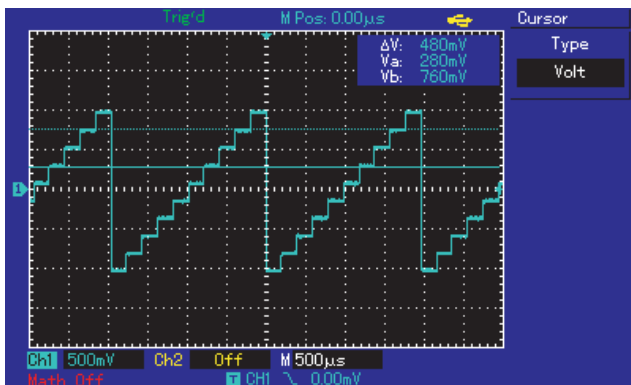 Trig'd M Pos: 0.00μs Cursor
Type
Volt
ΔV: 480mV
Va: 280mV
Vb: 760mV
1
Ch1 500mV Ch2 Off M 500μs
Math Off T CH1 0.00mV